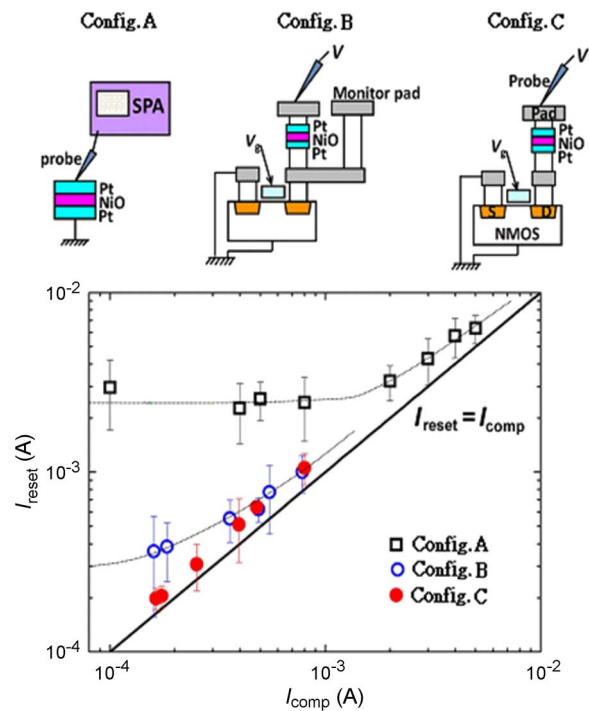 Config.A
Config.B
Config.C
SPA
probe
Pt
NiO
Pt
V
Monitor pad
Pt
NiO
Pt
Vg
V
Probe
Pad
Pt
NiO
Pt
Vg
S
D
NMOS
10⁻²
10⁻³
10⁻⁴
Ireset (A)
Ireset = Icomp
Config.A
Config.B
Config.C
10⁻⁴
10⁻³
10⁻²
Icomp (A)